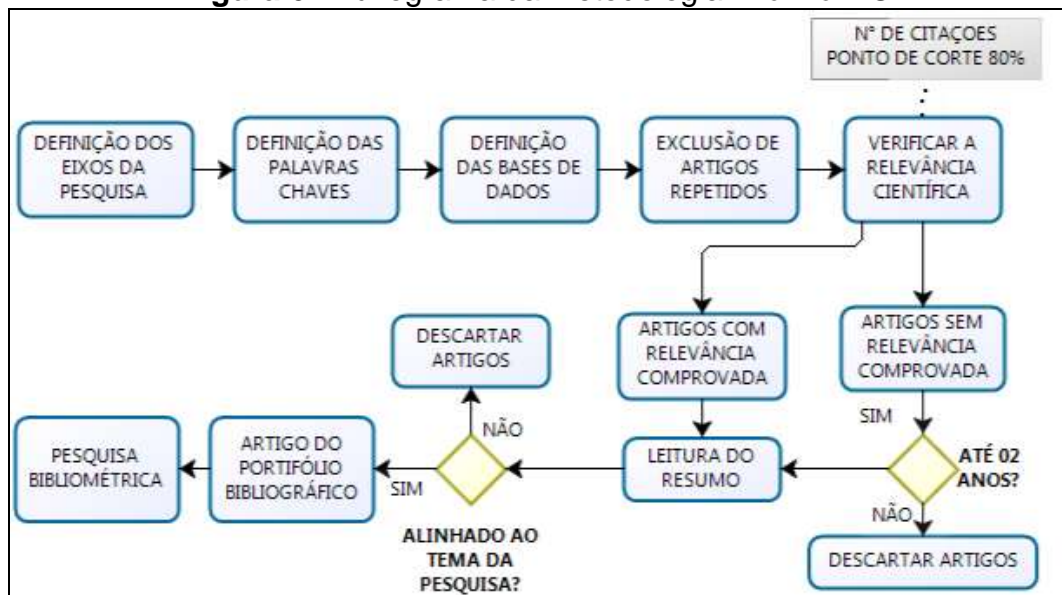 N° DE CITAÇOES
PONTO DE CORTE 80%
DEFINIÇÃO DOS
EIXOS DA
PESQUISA
DEFINIÇÃO DAS
PALAVRAS
CHAVES
DEFINIÇÃO
DAS BASES DE
DADOS
EXCLUSÃO DE
ARTIGOS
REPETIDOS
VERIFICAR A
RELEVÂNCIA
CIENTÍFICA
ARTIGOS COM
RELEVÂNCIA
COMPROVADA
ARTIGOS SEM
RELEVÂNCIA
COMPROVADA
SIM
ATÉ 02
ANOS?
NÃO
DESCARTAR ARTIGOS
LEITURA DO
RESUMO
DESCARTAR
ARTIGOS
NÃO
ALINHADO AO
TEMA DA
PESQUISA?
SIM
ARTIGO DO
PORTIFÓLIO
BIBLIOGRÁFICO
PESQUISA
BIBLIOMÉTRICA